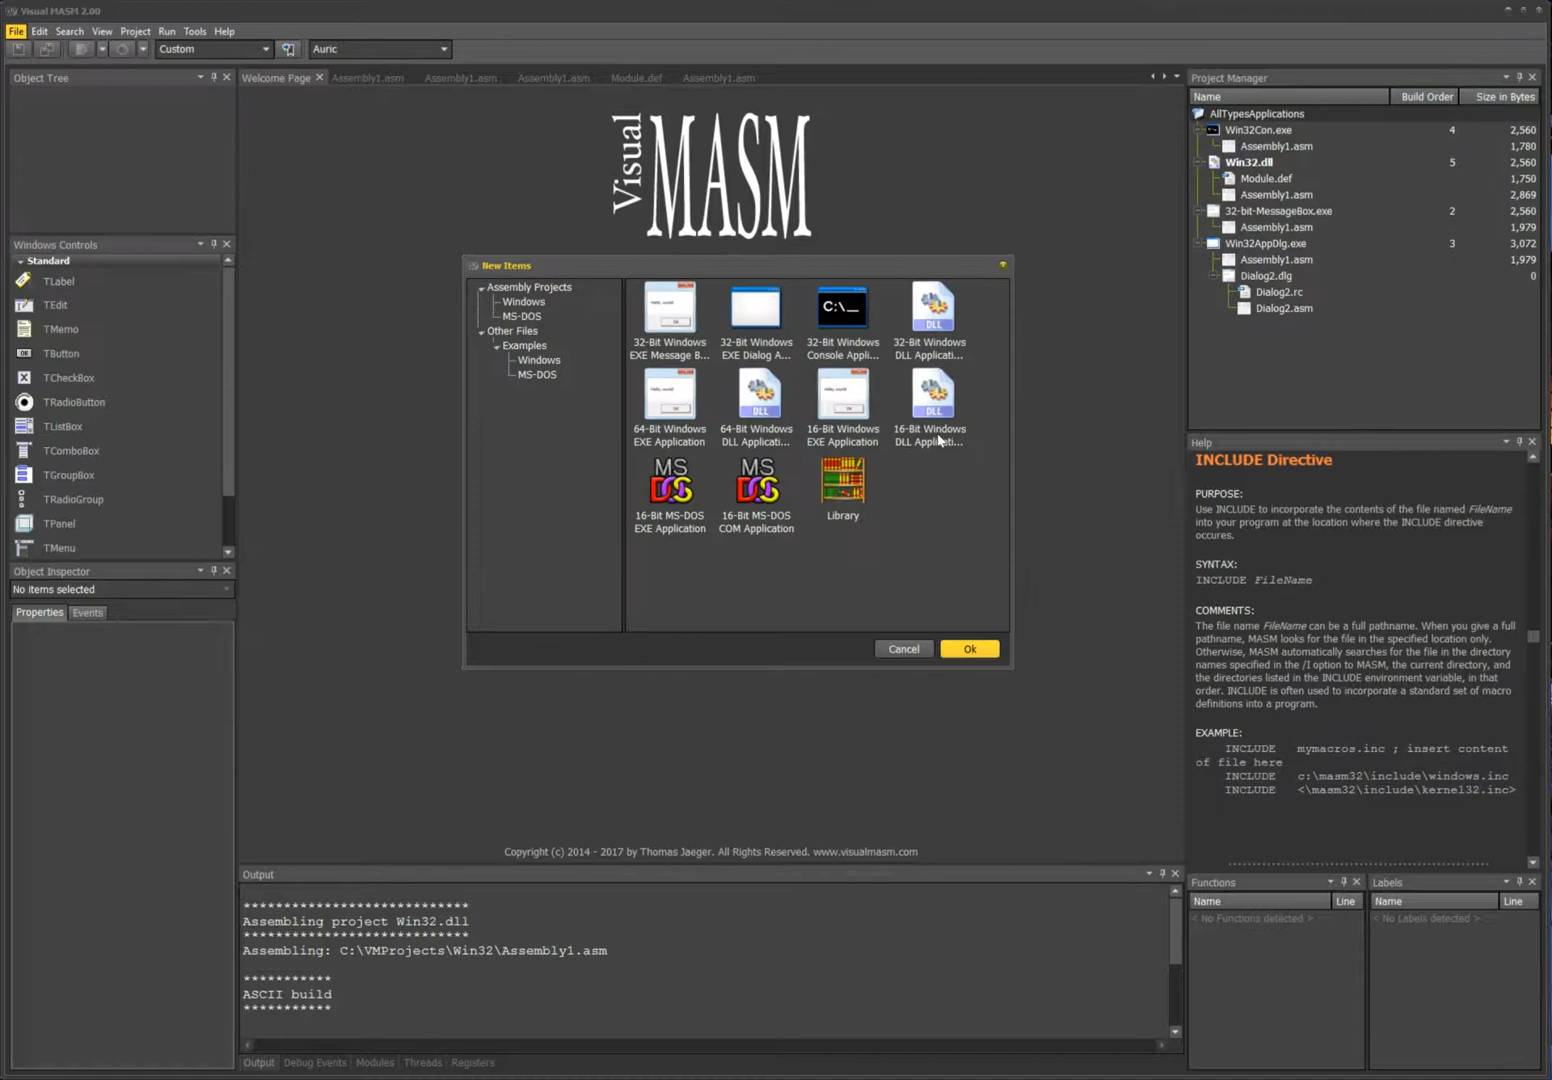 Visual MASM 2.00
File Edit Search View Project Run Tools Help
Custom Auric
Object Tree
Welcome Page Assembly1.asm Assembly1.asm Assembly1.asm Module.def Assembly1.asm
Visual MASM
Windows Controls
Standard
TLabel
TEdit
TMemo
TButton
TCheckBox
TRadioButton
TListBox
TComboBox
TGroupBox
TRadioGroup
TPanel
TMenu
Object Inspector
No items selected
Properties Events
New Items
Assembly Projects
Windows
MS-DOS
Other Files
Examples
Windows
MS-DOS
32-Bit Windows
EXE Message B...
32-Bit Windows
EXE Dialog A...
C:\_
32-Bit Windows
Console Appli...
DLL
32-Bit Windows
DLL Applicati...
64-Bit Windows
EXE Application
DLL
64-Bit Windows
DLL Applicati...
16-Bit Windows
EXE Application
DLL
16-Bit Windows
DLL Applicati...
MS
DOS
16-Bit MS-DOS
EXE Application
MS
DOS
16-Bit MS-DOS
COM Application
Library
Cancel Ok
Copyright (c) 2014 - 2017 by Thomas Jaeger. All Rights Reserved. www.visualmasm.com
Output
****************************
Assembling project Win32.dll
****************************
Assembling: C:\VMProjects\Win32\Assembly1.asm
***********
ASCII build
***********
Output Debug Events Modules Threads Registers
Project Manager
Name Build Order Size in Bytes
AllTypesApplications
Win32Con.exe 4 2,560
Assembly1.asm 1,780
Win32.dll 5 2,560
Module.def 1,750
Assembly1.asm 2,869
32-bit-MessageBox.exe 2 2,560
Assembly1.asm 1,979
Win32AppDlg.exe 3 3,072
Assembly1.asm 1,979
Dialog2.dlg 0
Dialog2.rc
Dialog2.asm
Help
INCLUDE Directive
PURPOSE:
Use INCLUDE to incorporate the contents of the file named FileName
into your program at the location where the INCLUDE directive
occures.
SYNTAX:
INCLUDE FileName
COMMENTS:
The file name FileName can be a full pathname. When you give a full
pathname, MASM looks for the file in the specified location only.
Otherwise, MASM automatically searches for the file in the directory
names specified in the /I option to MASM, the current directory, and
the directories listed in the INCLUDE environment variable, in that
order. INCLUDE is often used to incorporate a standard set of macro
definitions into a program.
EXAMPLE:
INCLUDE mymacros.inc ; insert content
of file here
INCLUDE c:\masm32\include\windows.inc
INCLUDE <\masm32\include\kernel32.inc>
Functions
Name Line
< No Functions detected >
Labels
Name Line
< No Labels detected >